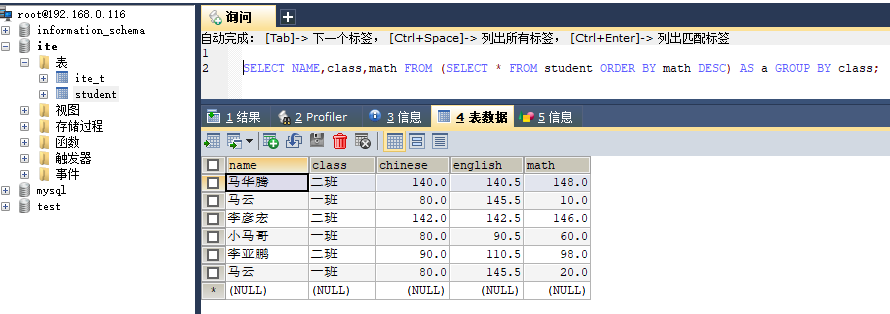 root@192.168.0.116
information_schema
ite
表
ite_t
student
视图
存储过程
函数
触发器
事件
mysql
test
询问
自动完成: [Tab]-> 下一个标签, [Ctrl+Space]-> 列出所有标签, [Ctrl+Enter]-> 列出匹配标签
1
2 SELECT NAME,class,math FROM (SELECT * FROM student ORDER BY math DESC) AS a GROUP BY class;
1 结果 2 Profiler 3 信息 4 表数据 5 信息
name class chinese english math
马华腾 二班 140.0 140.5 148.0
马云 一班 80.0 145.5 10.0
李彦宏 二班 142.0 142.5 146.0
小马哥 一班 80.0 90.5 60.0
李亚鹏 二班 90.0 110.5 98.0
马云 一班 80.0 145.5 20.0
* (NULL) (NULL) (NULL) (NULL) (NULL)